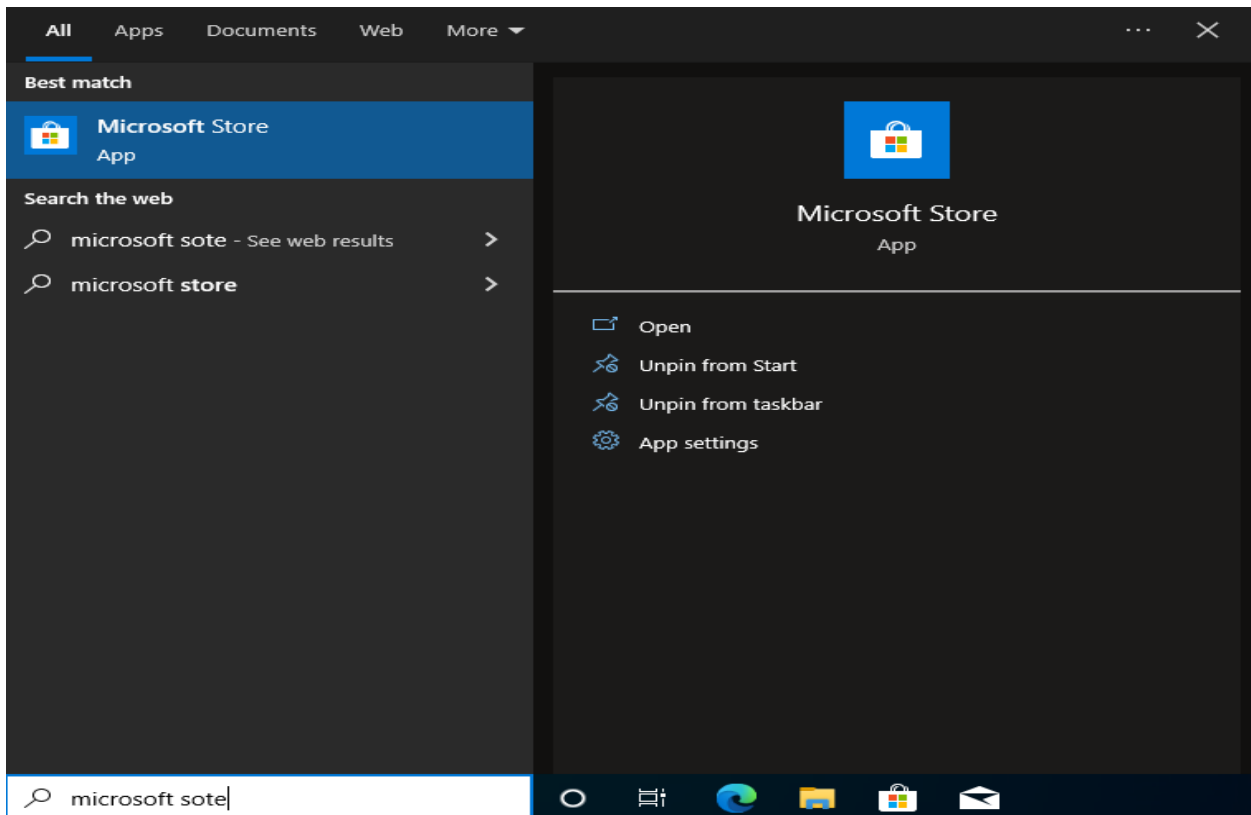 All Apps Documents Web More
Best match
Microsoft Store
App
Search the web
microsoft sote - See web results
microsoft store
Microsoft Store
App
Open
Unpin from Start
Unpin from taskbar
App settings
microsoft sote